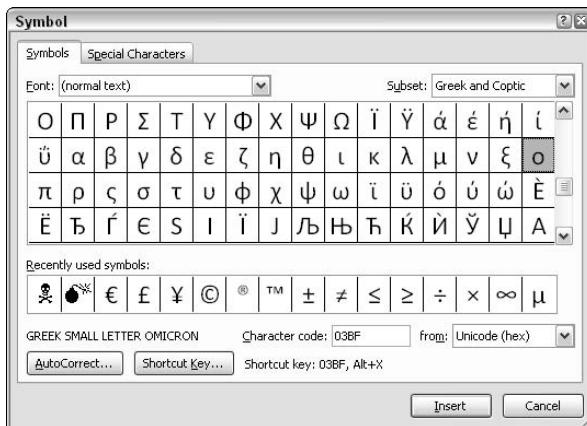 Symbol
Symbols Special Characters
Font: (normal text) Subset: Greek and Coptic
Ο Π Ρ Σ Τ Υ Φ Χ Ψ Ω Ϊ Ϋ ά έ ή ί
ΰ α β γ δ ε ζ η θ ι κ λ μ ν ξ ο
π ρ ς σ τ υ φ χ ψ ω ϊ ϋ ό ύ ώ Ѐ
Ё Ђ Ѓ Є Ѕ І Ї Ј Љ Њ Ћ Ќ Ѝ Ў Џ А
Recently used symbols:
☠ 💣 € £ ¥ © ® ™ ± ≠ ≤ ≥ ÷ × ∞ µ
GREEK SMALL LETTER OMICRON Character code: 03BF from: Unicode (hex)
AutoCorrect... Shortcut Key... Shortcut key: 03BF, Alt+X
Insert Cancel